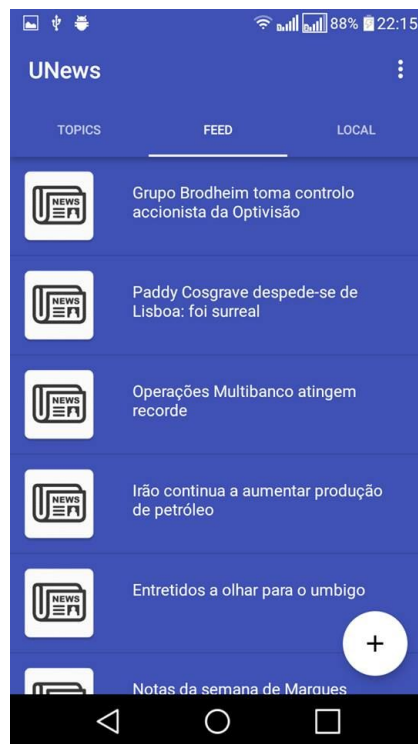 88% 22:15
UNews
TOPICS FEED LOCAL
NEWS
Grupo Brodheim toma controlo
accionista da Optivisão
NEWS
Paddy Cosgrave despede-se de
Lisboa: foi surreal
NEWS
Operações Multibanco atingem
recorde
NEWS
Irão continua a aumentar produção
de petróleo
NEWS
Entretidos a olhar para o umbigo
+
Notas da semana de Marques